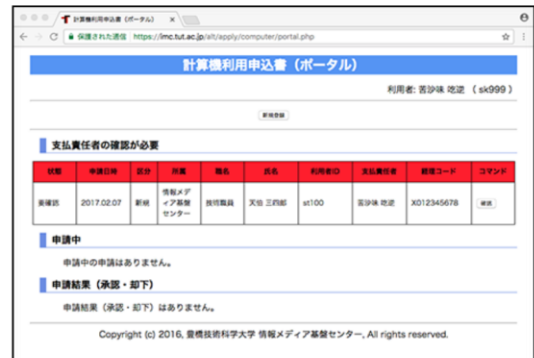 計算機利用申込書 (ポータル)
保護された通信 https://imc.tut.ac.jp/alt/apply/computer/portal.php
計算機利用申込書（ポータル）
利用者: 苦沙味 吃逆 ( sk999 )
新規登録
支払責任者の確認が必要
状態 申請日時 区分 所属 職名 氏名 利用者ID 支払責任者 経理コード コマンド
要確認 2017.02.07 新規 情報メディア基盤センター 技術職員 天伯 三四郎 st100 苦沙味 吃逆 X012345678 確認
申請中
申請中の申請はありません。
申請結果（承認・却下）
申請結果（承認・却下）はありません。
Copyright (c) 2016, 豊橋技術科学大学 情報メディア基盤センター, All rights reserved.